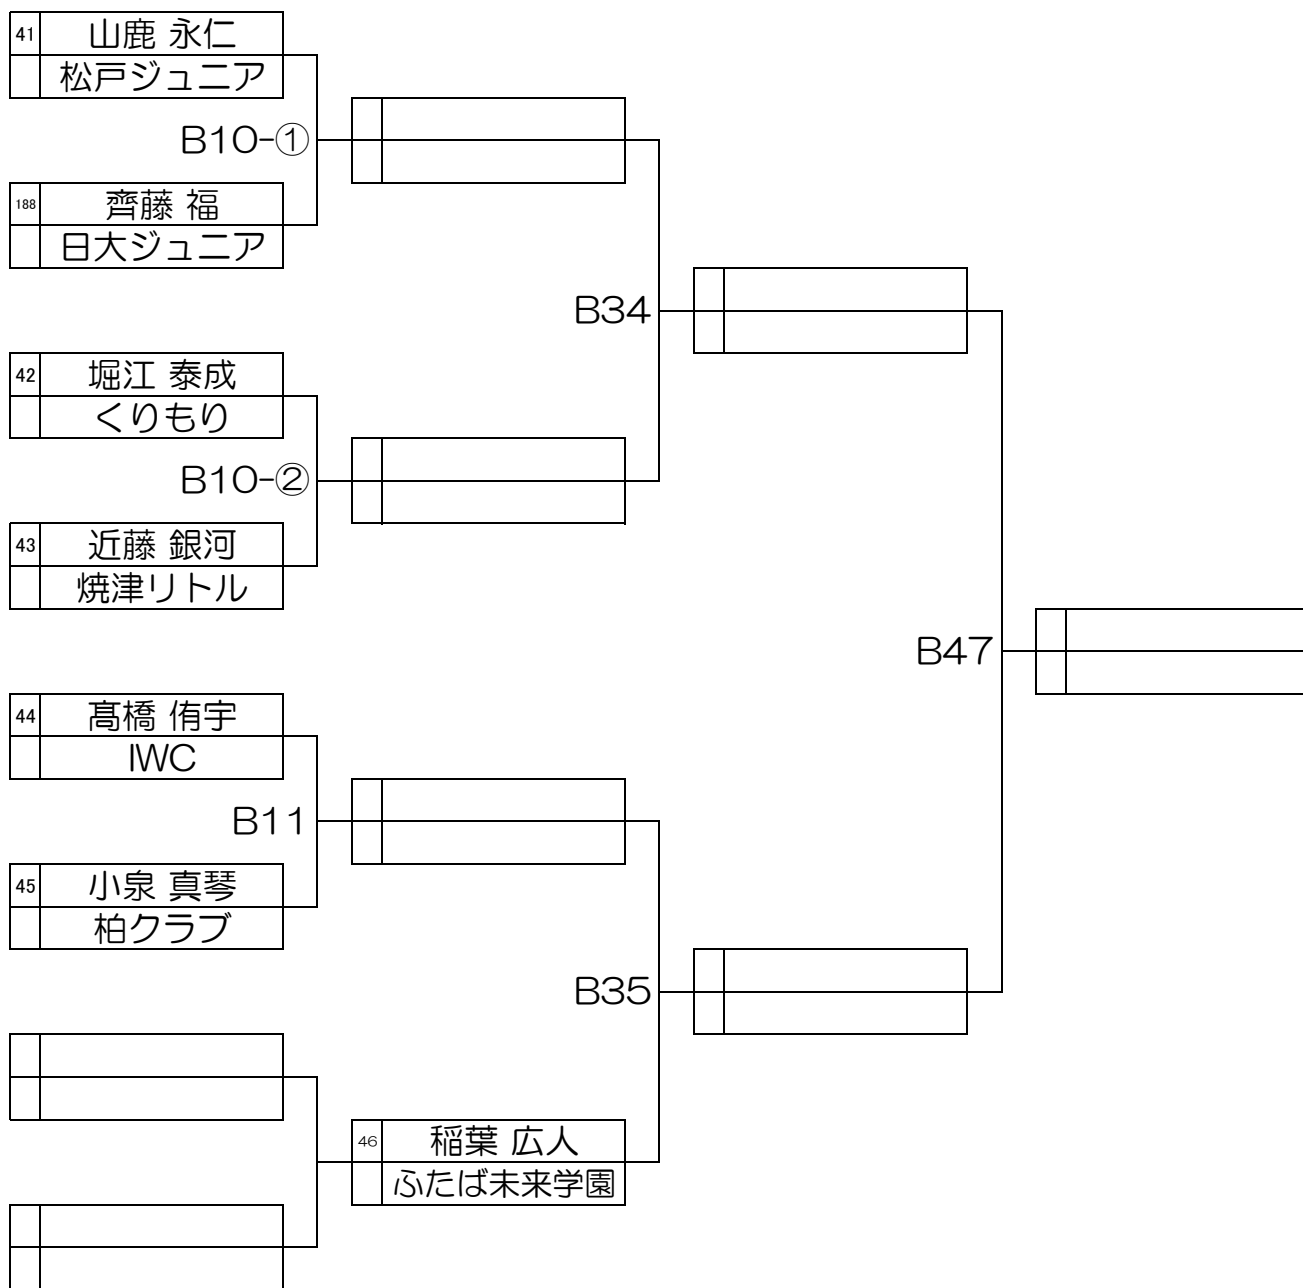 41 山鹿 永仁
松戸ジュニア
B10-①
188 齊藤 福
日大ジュニア
B34
42 堀江 泰成
くりもり
B10-②
43 近藤 銀河
焼津リトル
B47
44 髙橋 侑宇
IWC
B11
45 小泉 真琴
柏クラブ
B35
46 稲葉 広人
ふたば未来学園